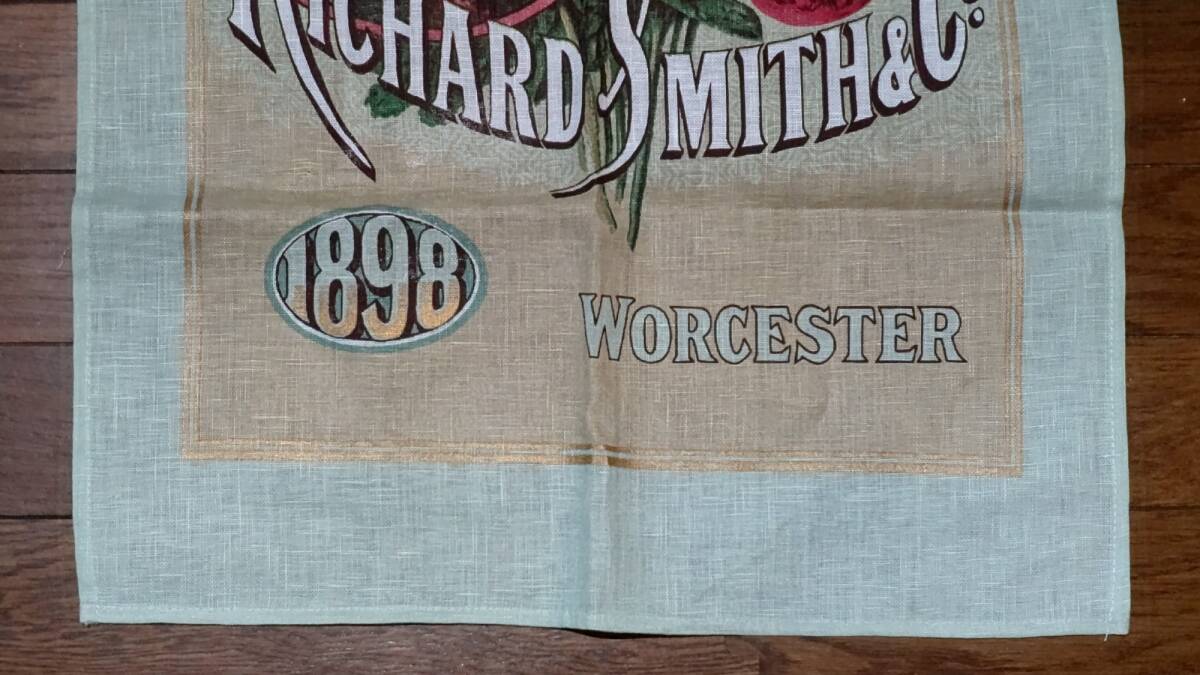 RICHARD SMITH & Co.
1898
WORCESTER